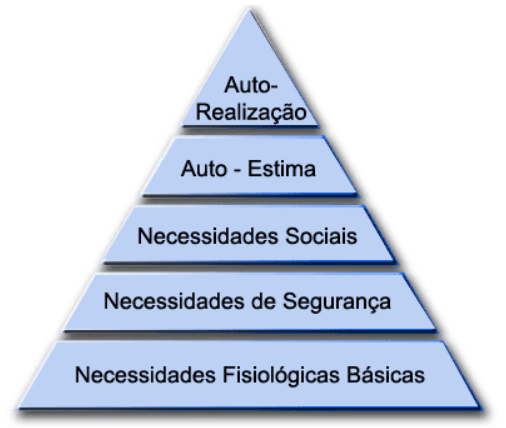 Auto-
Realização
Auto - Estima
Necessidades Sociais
Necessidades de Segurança
Necessidades Fisiológicas Básicas